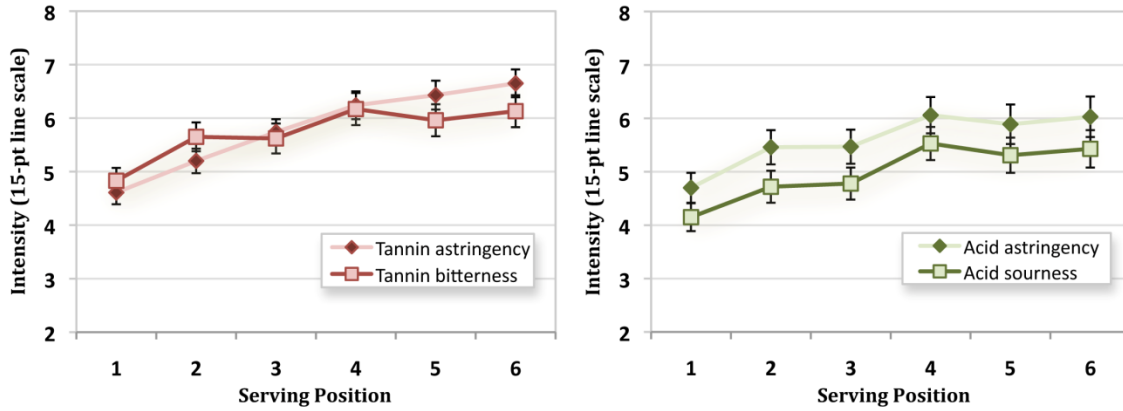 Intensity (15-pt line scale)
8
7
6
5
4
3
2
Tannin astringency
Tannin bitterness
1 2 3 4 5 6
Serving Position
Intensity (15-pt line scale)
8
7
6
5
4
3
2
Acid astringency
Acid sourness
1 2 3 4 5 6
Serving Position